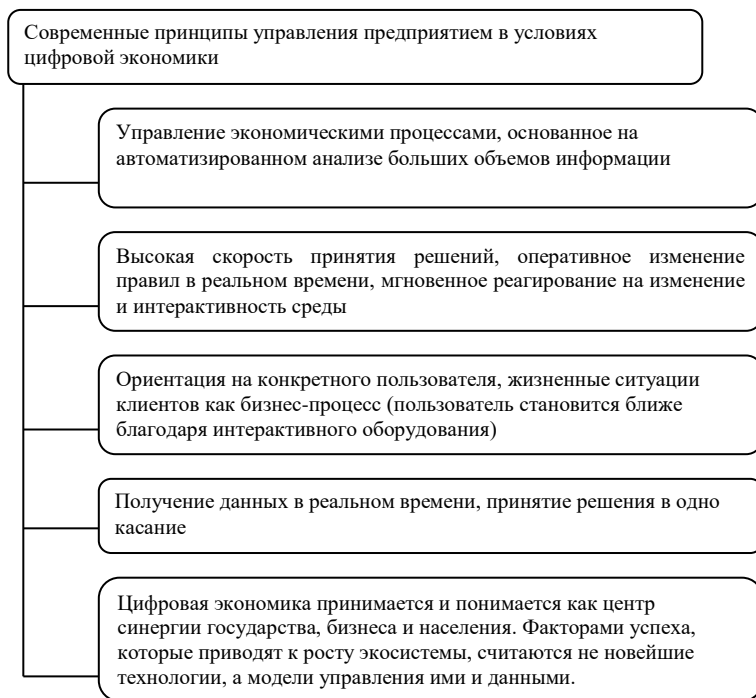 Современные принципы управления предприятием в условиях
цифровой экономики
Управление экономическими процессами, основанное на
автоматизированном анализе больших объемов информации
Высокая скорость принятия решений, оперативное изменение
правил в реальном времени, мгновенное реагирование на изменение
и интерактивность среды
Ориентация на конкретного пользователя, жизненные ситуации
клиентов как бизнес-процесс (пользователь становится ближе
благодаря интерактивного оборудования)
Получение данных в реальном времени, принятие решения в одно
касание
Цифровая экономика принимается и понимается как центр
синергии государства, бизнеса и населения. Факторами успеха,
которые приводят к росту экосистемы, считаются не новейшие
технологии, а модели управления ими и данными.